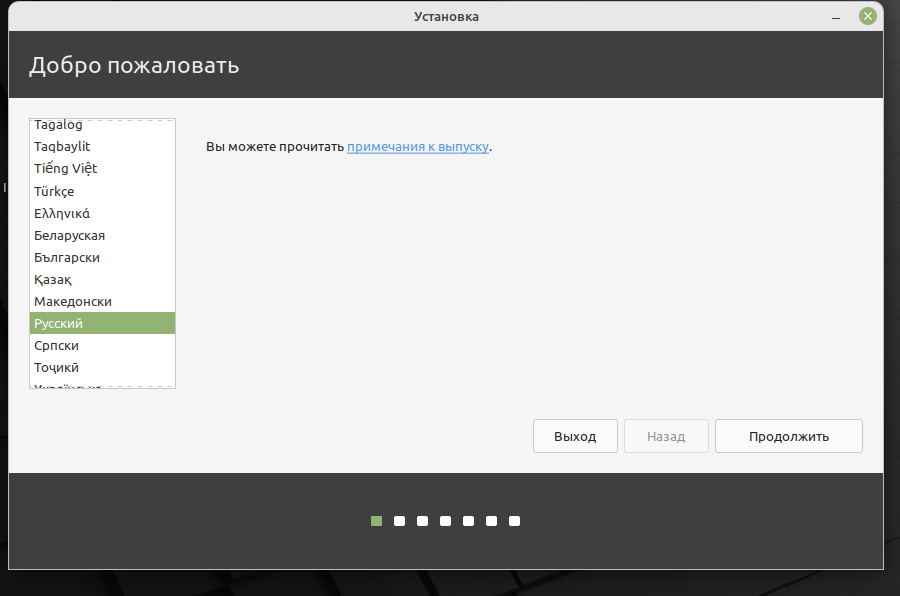 Установка
Добро пожаловать
Tagalog
Taqbaylit
Tiếng Việt
Türkçe
Ελληνικά
Беларуская
Български
Қазақ
Македонски
Русский
Српски
Тоҷикӣ
Вы можете прочитать примечания к выпуску.
Выход
Назад
Продолжить